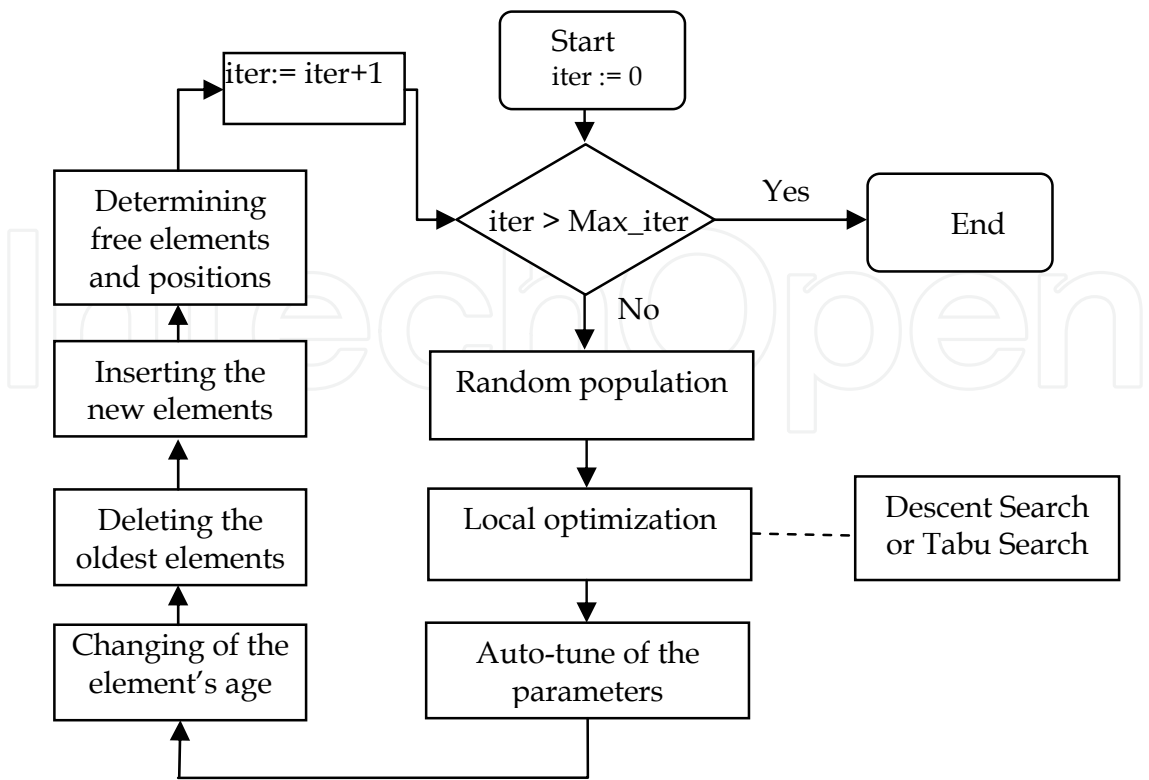 Start
iter := 0
iter:= iter+1
iter > Max_iter
Yes
End
No
Random population
Local optimization
Descent Search
or Tabu Search
Auto-tune of the
parameters
Changing of the
element's age
Deleting the
oldest elements
Inserting the
new elements
Determining
free elements
and positions
IntechOpen